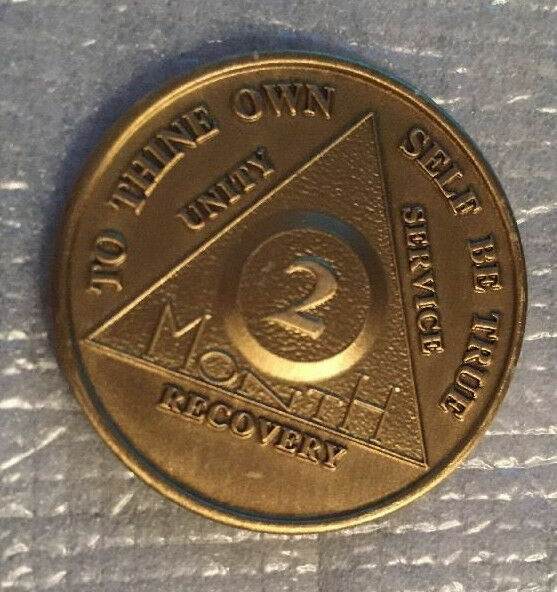 TO THINE OWN SELF BE TRUE
UNITY
SERVICE
2
MONTH
RECOVERY